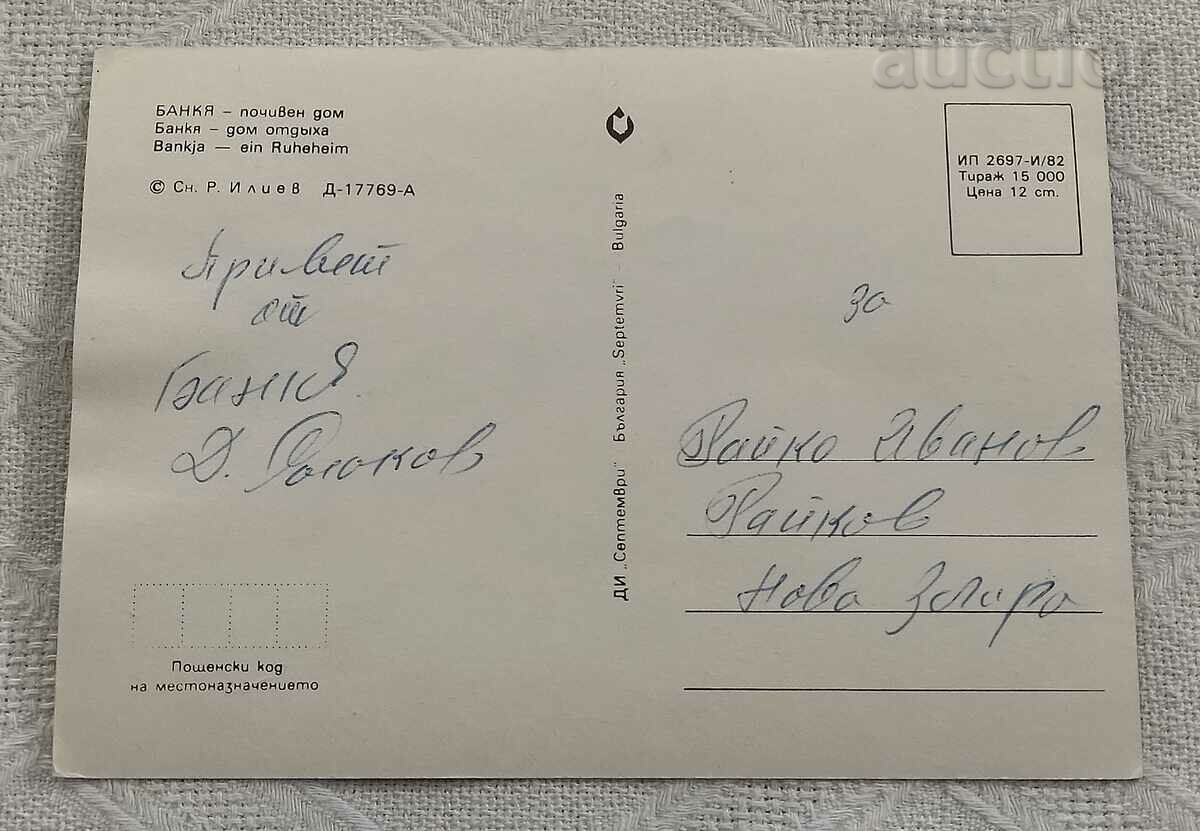 БАНКЯ – почивен дом
Банкя – дом отдыха
Bankja — ein Ruheheim
© Сн. Р. Илиев Д-17769-А
Привет
от
Банкя
Д.
Пощенски код
на местоназначението
ДИ „Септември" България „Septemvri" - Bulgaria
ИП 2697-И/82
Тираж 15 000
Цена 12 ст.
за
Райко Иванов
Райков
Нова Загора
auctio